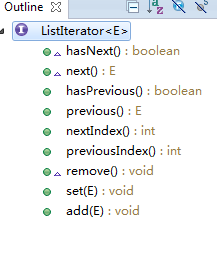 Outline
ListIterator<E>
hasNext() : boolean
next() : E
hasPrevious() : boolean
previous() : E
nextIndex() : int
previousIndex() : int
remove() : void
set(E) : void
add(E) : void